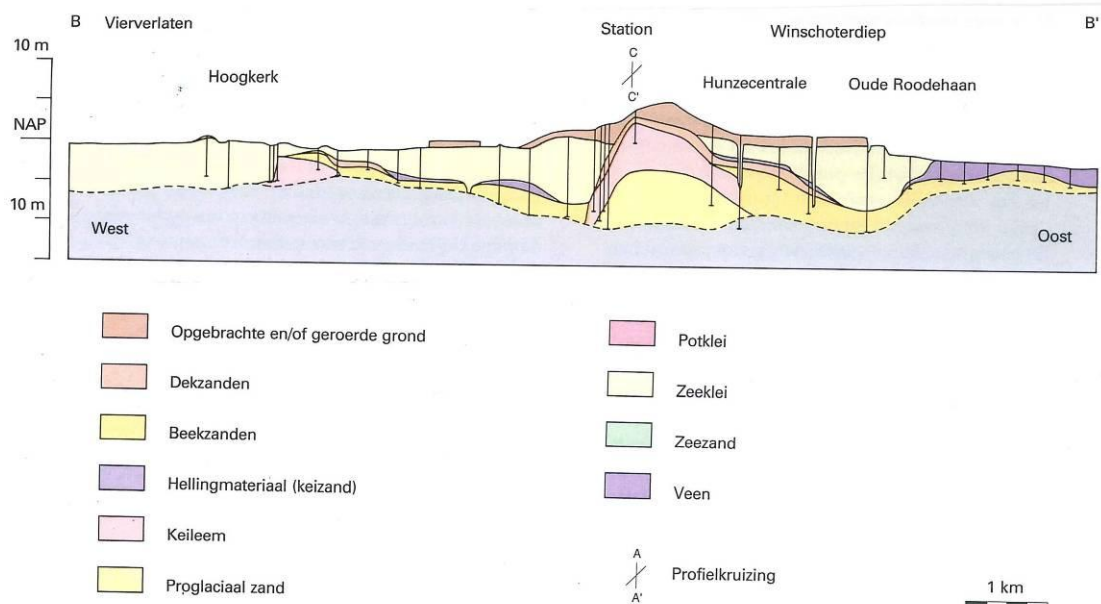 B
Vierverlaten
Station
Winschoterdiep
B'
10 m
C
C'
Hoogkerk
Hunzecentrale
Oude Roodehaan
NAP
10 m
West
Oost
Opgebrachte en/of geroerde grond
Dekzanden
Beekzanden
Hellingmateriaal (keizand)
Keileem
Proglaciaal zand
Potklei
Zeeklei
Zeezand
Veen
A
A'
Profielkruizing
1 km